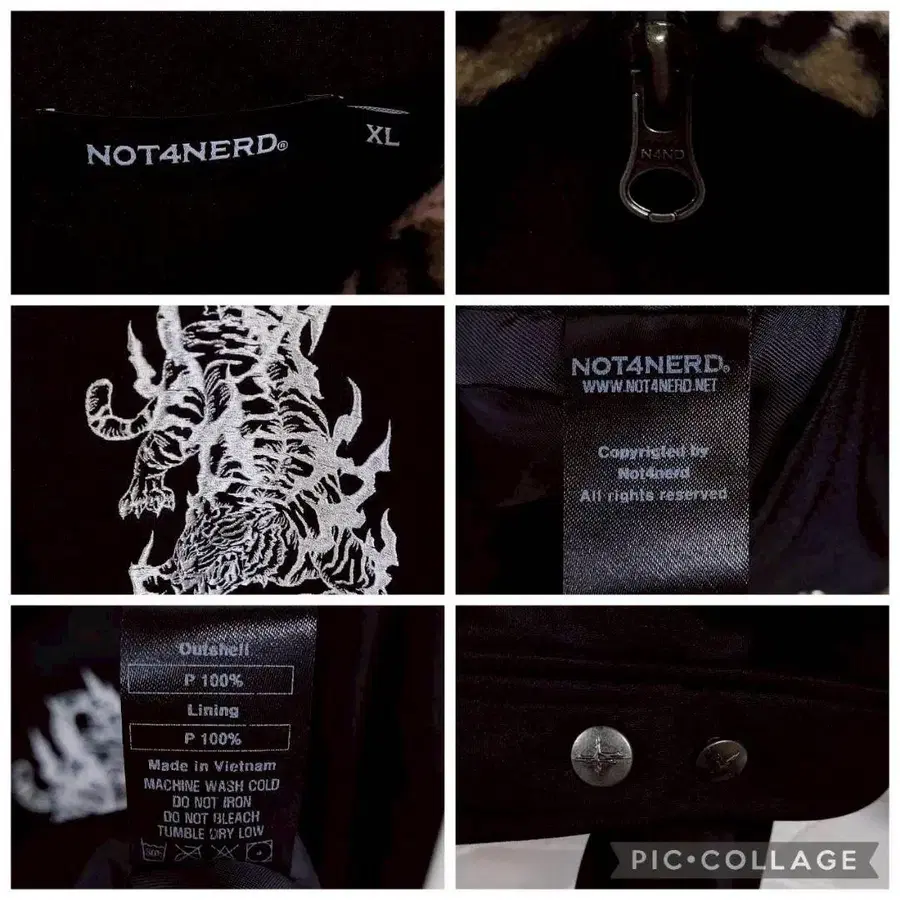 NOT4NERD®
XL
N4ND
NOT4NERD®
WWW.NOT4NERD.NET
Copyrigted by
Not4nerd
All rights reserved
Outshell
P 100%
Lining
P 100%
Made in Vietnam
MACHINE WASH COLD
DO NOT IRON
DO NOT BLEACH
TUMBLE DRY LOW
PIC•COLLAGE